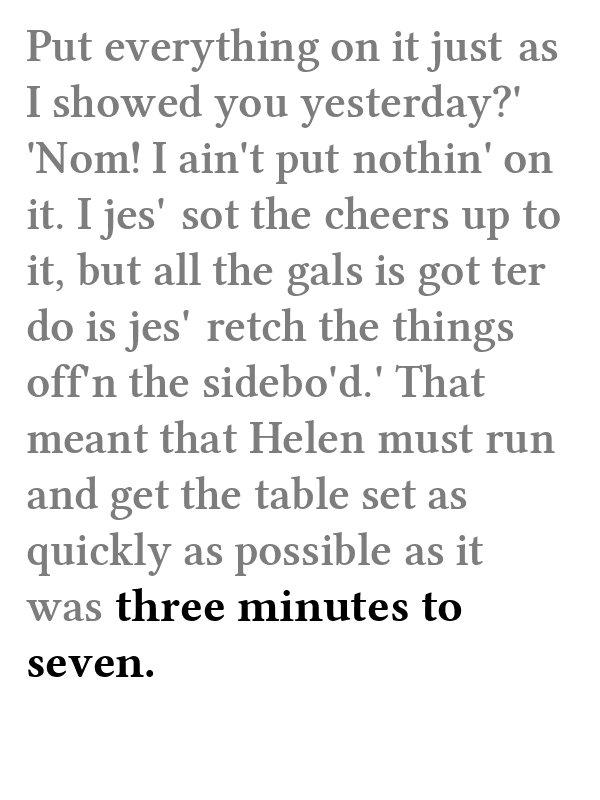 Put everything on it just as
I showed you yesterday?'
'Nom! I ain't put nothin' on
it. I jes' sot the cheers up to
it, but all the gals is got ter
do is jes' retch the things
off'n the sidebo'd.' That
meant that Helen must run
and get the table set as
quickly as possible as it
was three minutes to
seven.